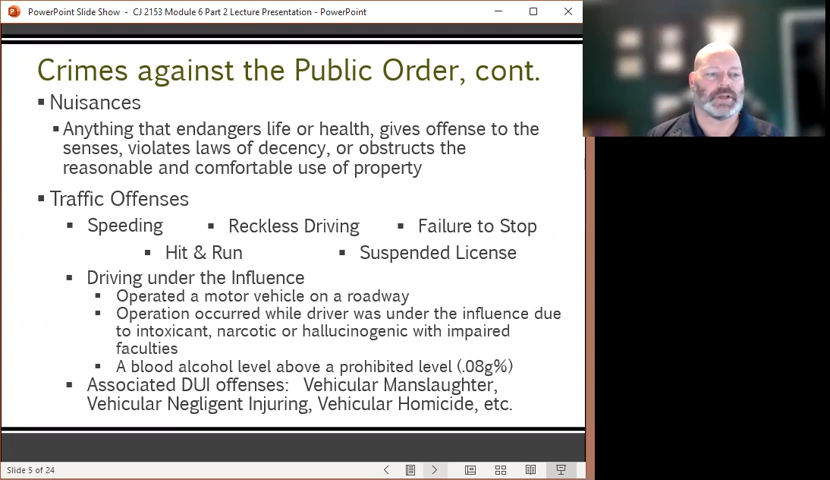 PowerPoint Slide Show - CJ 2153 Module 6 Part 2 Lecture Presentation - PowerPoint
Crimes against the Public Order, cont.
Nuisances
Anything that endangers life or health, gives offense to the
senses, violates laws of decency, or obstructs the
reasonable and comfortable use of property
Traffic Offenses
Speeding
Reckless Driving
Failure to Stop
Hit & Run
Suspended License
Driving under the Influence
Operated a motor vehicle on a roadway
Operation occurred while driver was under the influence due
to intoxicant, narcotic or hallucinogenic with impaired
faculties
A blood alcohol level above a prohibited level (.08g%)
Associated DUI offenses: Vehicular Manslaughter,
Vehicular Negligent Injuring, Vehicular Homicide, etc.
Slide 5 of 24